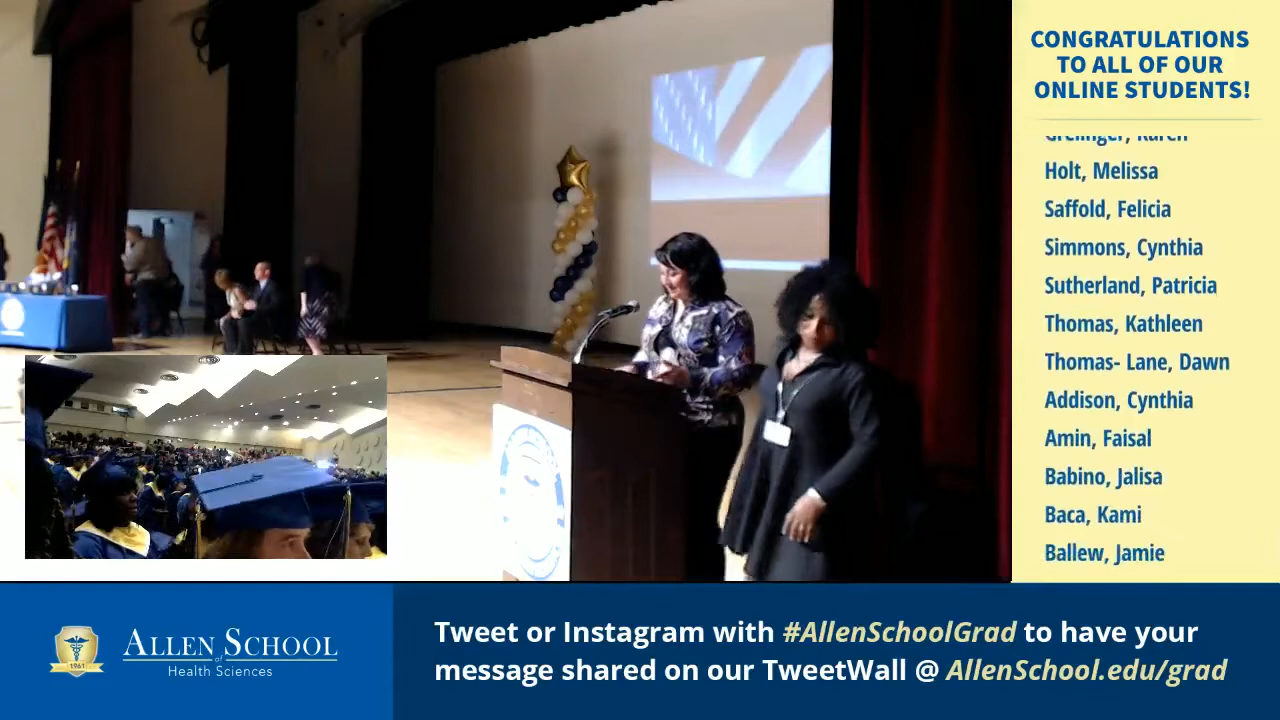 CONGRATULATIONS
TO ALL OF OUR
ONLINE STUDENTS!
Holt, Melissa
Saffold, Felicia
Simmons, Cynthia
Sutherland, Patricia
Thomas, Kathleen
Thomas- Lane, Dawn
Addison, Cynthia
Amin, Faisal
Babino, Jalisa
Baca, Kami
Ballew, Jamie
1961
ALLEN SCHOOL
of
Health Sciences
Tweet or Instagram with #AllenSchoolGrad to have your
message shared on our TweetWall @ AllenSchool.edu/grad